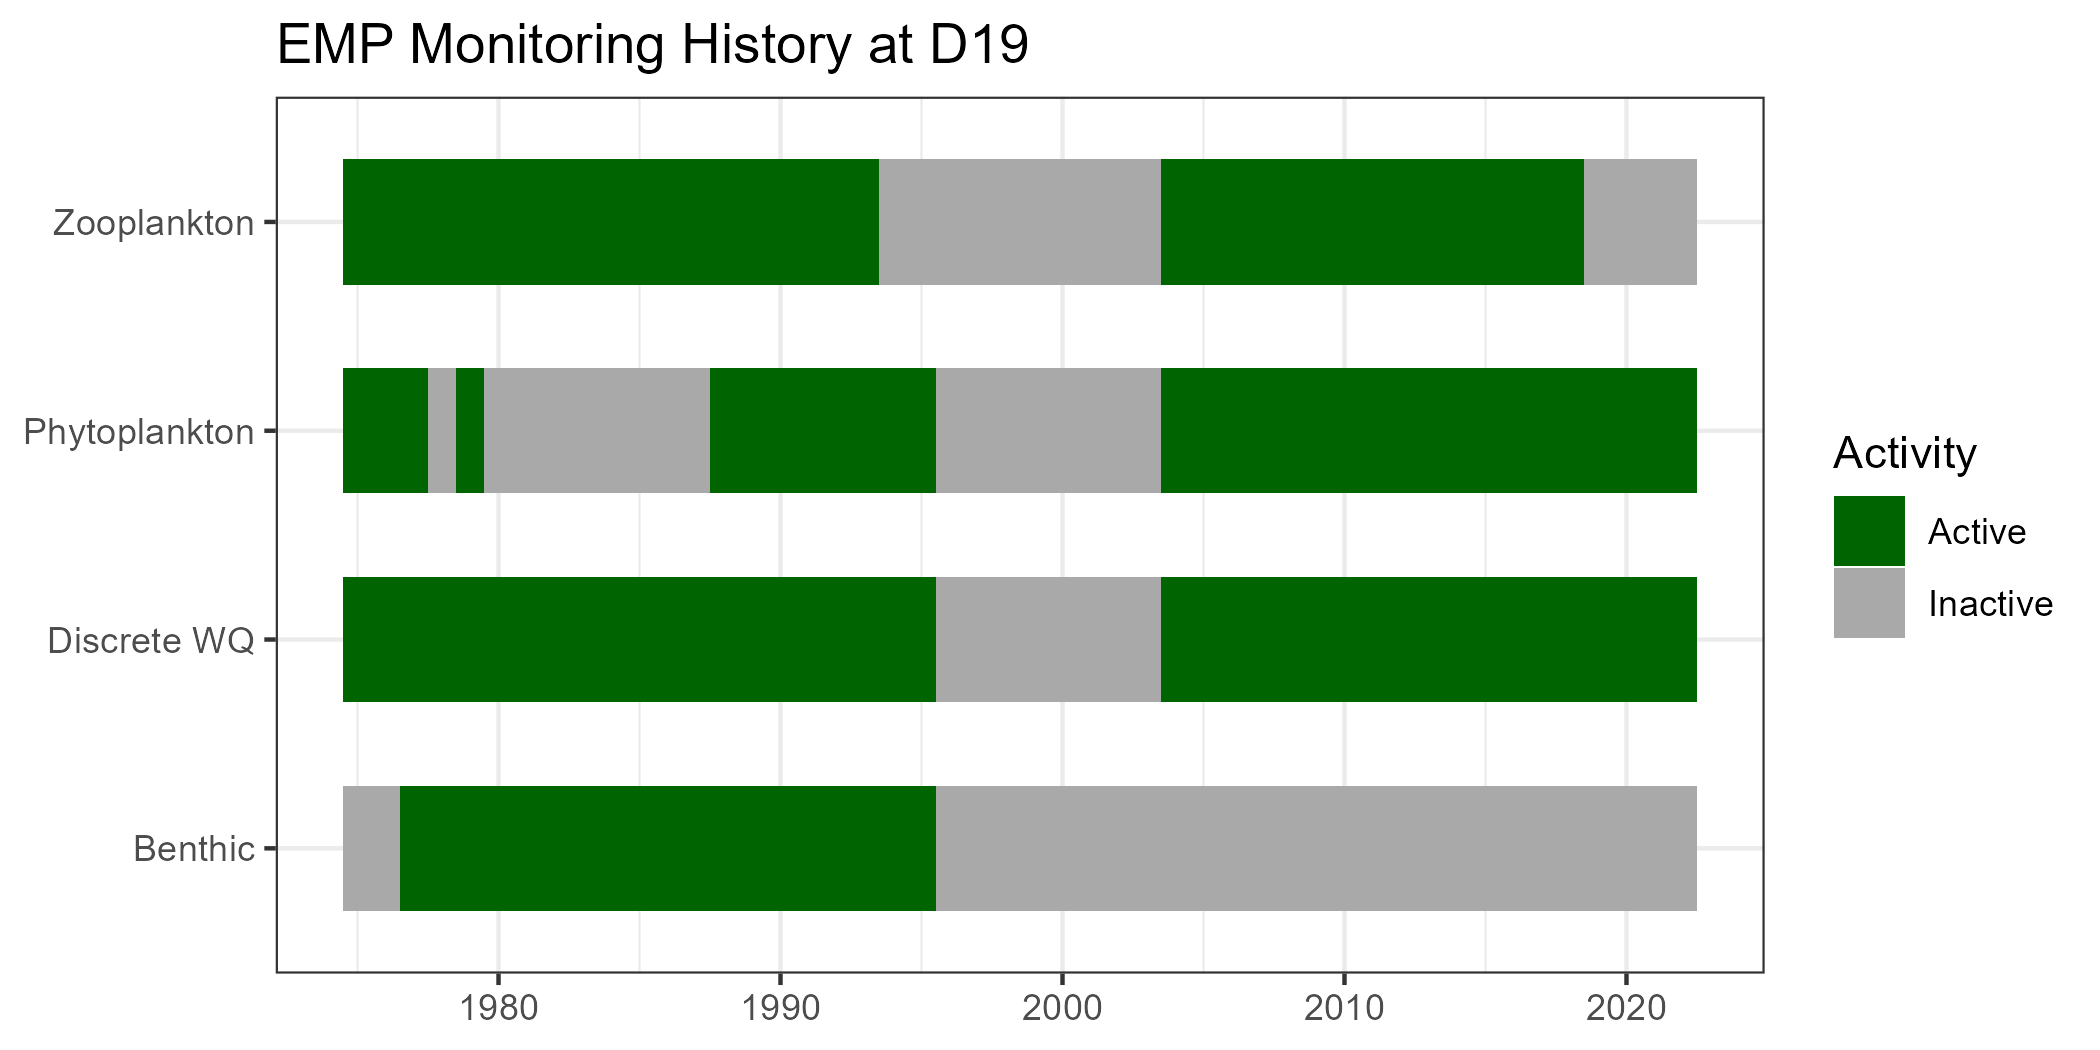 EMP Monitoring History at D19
Zooplankton
Phytoplankton
Discrete WQ
Benthic
1980 1990 2000 2010 2020
Activity
Active
Inactive